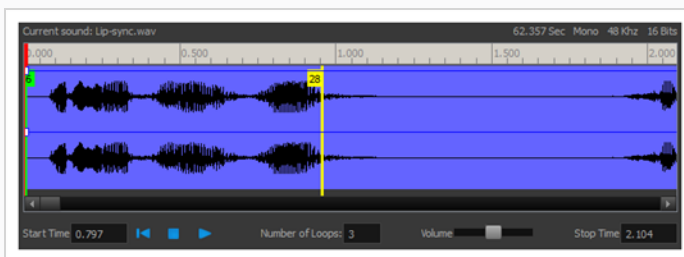 Current sound: Lip-sync.wav 62.357 Sec Mono 48 Khz 16 Bits
0.000 0.500 1.000 1.500 2.000
6 28
Start Time 0.797 Number of Loops: 3 Volume Stop Time 2.104